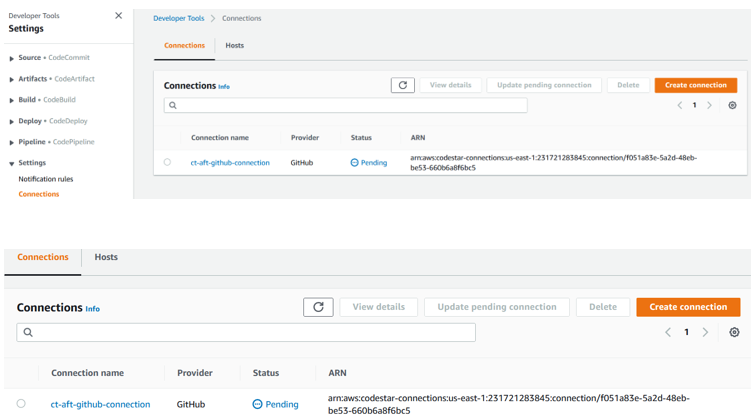 Developer Tools
Settings
Source • CodeCommit
Artifacts • CodeArtifact
Build • CodeBuild
Deploy • CodeDeploy
Pipeline • CodePipeline
Settings
Notification rules
Connections
Developer Tools > Connections
Connections Hosts
Connections Info
View details Update pending connection Delete Create connection
1
Connection name Provider Status ARN
ct-aft-github-connection GitHub Pending arn:aws:codestar-connections:us-east-1:231721283845:connection/f051a83e-5a2d-48eb-
be53-660b6a8f6bc5
Connections Hosts
Connections Info
View details Update pending connection Delete Create connection
1
Connection name Provider Status ARN
ct-aft-github-connection GitHub Pending arn:aws:codestar-connections:us-east-1:231721283845:connection/f051a83e-5a2d-48eb-
be53-660b6a8f6bc5